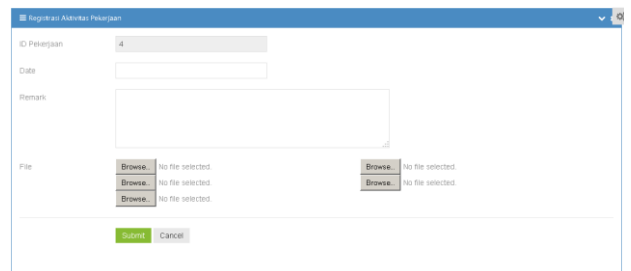 Registrasi Aktivitas Pekerjaan
ID Pekerjaan 4
Date
Remark
File Browse... No file selected. Browse... No file selected.
Browse... No file selected. Browse... No file selected.
Browse... No file selected.
Submit Cancel